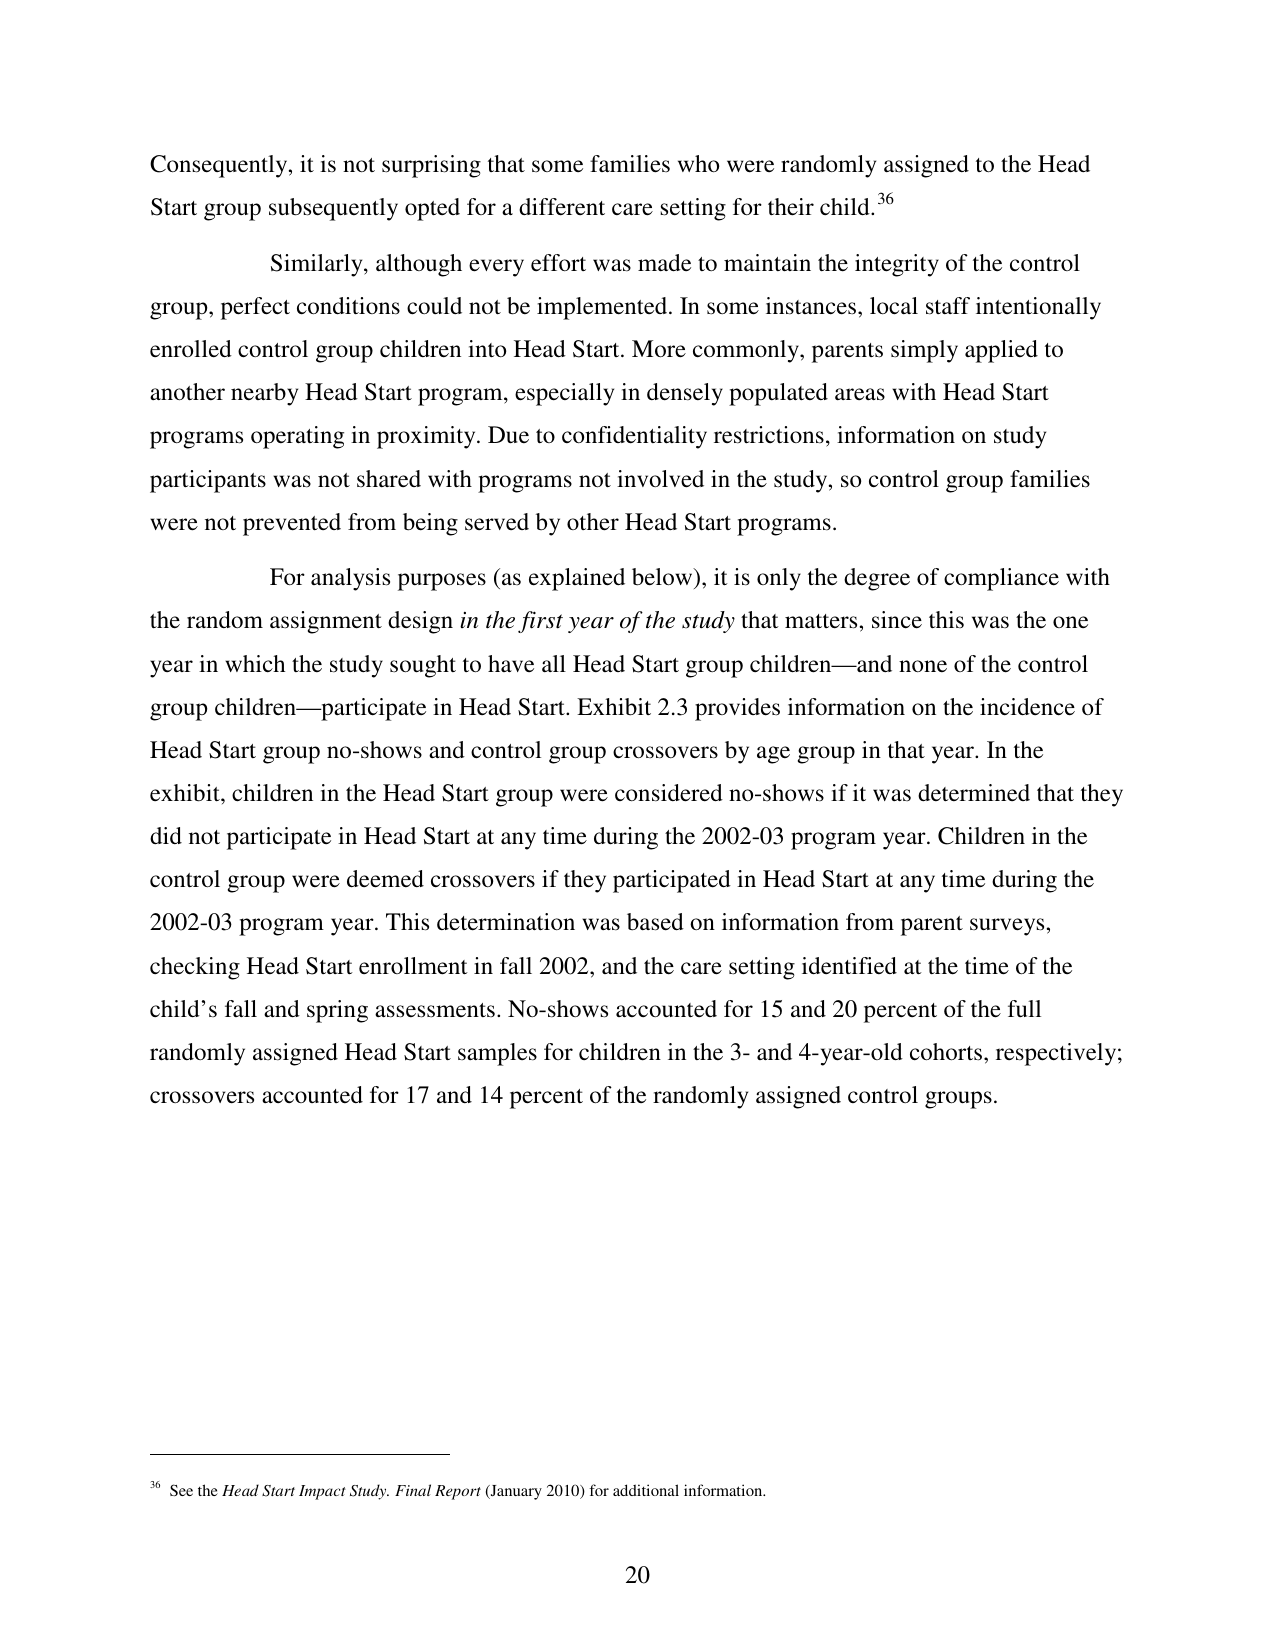 Consequently, it is not surprising that some families who were randomly assigned to the Head
Start group subsequently opted for a different care setting for their child.36
Similarly, although every effort was made to maintain the integrity of the control
group, perfect conditions could not be implemented. In some instances, local staff intentionally
enrolled control group children into Head Start. More commonly, parents simply applied to
another nearby Head Start program, especially in densely populated areas with Head Start
programs operating in proximity. Due to confidentiality restrictions, information on study
participants was not shared with programs not involved in the study, so control group families
were not prevented from being served by other Head Start programs.
For analysis purposes (as explained below), it is only the degree of compliance with
the random assignment design in the first year of the study that matters, since this was the one
year in which the study sought to have all Head Start group children—and none of the control
group children—participate in Head Start. Exhibit 2.3 provides information on the incidence of
Head Start group no-shows and control group crossovers by age group in that year. In the
exhibit, children in the Head Start group were considered no-shows if it was determined that they
did not participate in Head Start at any time during the 2002-03 program year. Children in the
control group were deemed crossovers if they participated in Head Start at any time during the
2002-03 program year. This determination was based on information from parent surveys,
checking Head Start enrollment in fall 2002, and the care setting identified at the time of the
child’s fall and spring assessments. No-shows accounted for 15 and 20 percent of the full
randomly assigned Head Start samples for children in the 3- and 4-year-old cohorts, respectively;
crossovers accounted for 17 and 14 percent of the randomly assigned control groups.
36 See the Head Start Impact Study. Final Report (January 2010) for additional information.
20